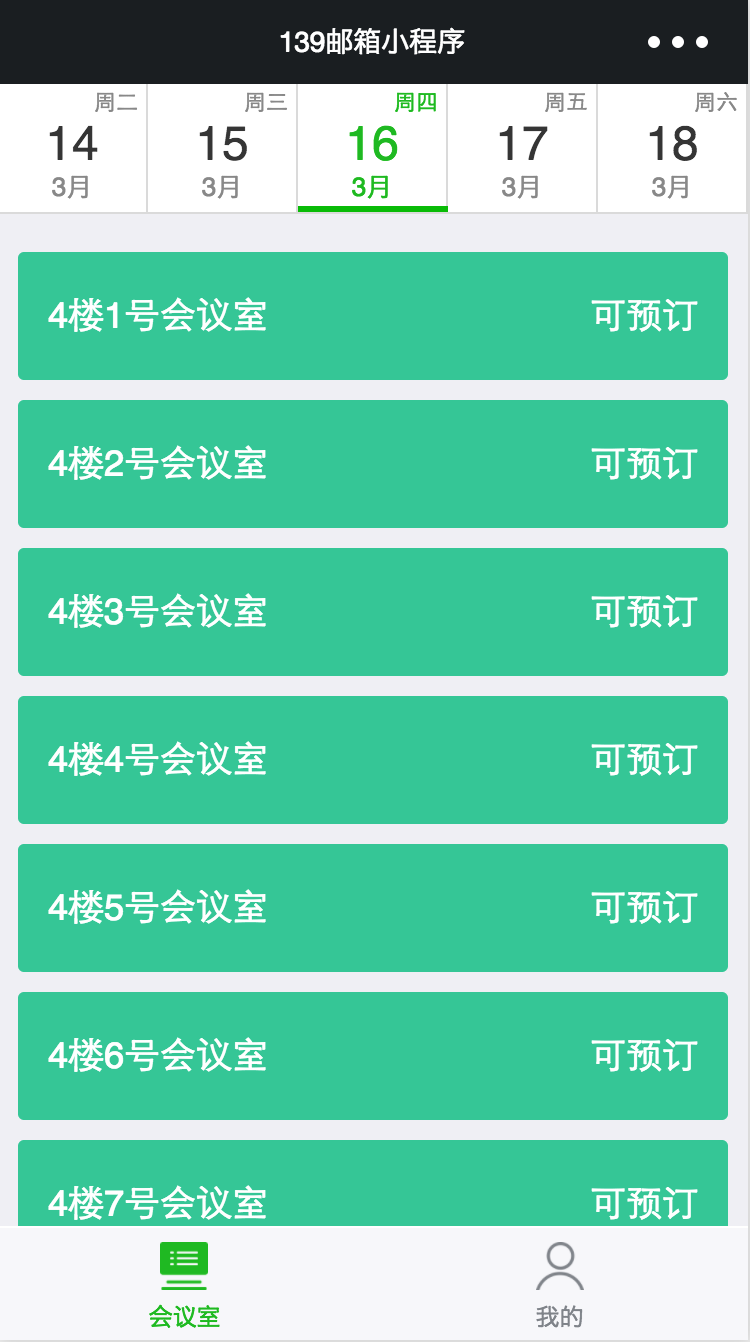 139邮箱小程序
周二 周三 周四 周五 周六
14 15 16 17 18
3月 3月 3月 3月 3月
4楼1号会议室 可预订
4楼2号会议室 可预订
4楼3号会议室 可预订
4楼4号会议室 可预订
4楼5号会议室 可预订
4楼6号会议室 可预订
4楼7号会议室 可预订
会议室 我的